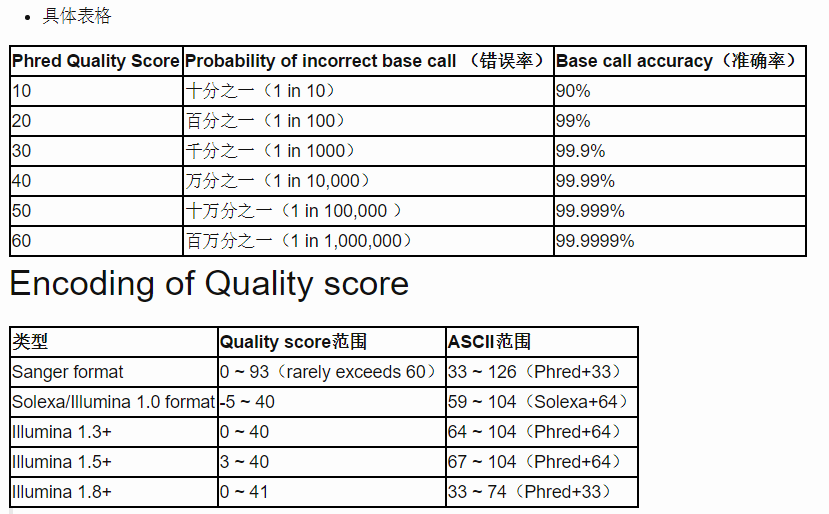 具体表格
Phred Quality Score Probability of incorrect base call （错误率） Base call accuracy（准确率）
10 十分之一（1 in 10） 90%
20 百分之一（1 in 100） 99%
30 千分之一（1 in 1000） 99.9%
40 万分之一（1 in 10,000） 99.99%
50 十万分之一（1 in 100,000 ） 99.999%
60 百万分之一（1 in 1,000,000） 99.9999%
Encoding of Quality score
类型 Quality score范围 ASCII范围
Sanger format 0 ~ 93（rarely exceeds 60） 33 ~ 126（Phred+33）
Solexa/Illumina 1.0 format -5 ~ 40 59 ~ 104（Solexa+64）
Illumina 1.3+ 0 ~ 40 64 ~ 104（Phred+64）
Illumina 1.5+ 3 ~ 40 67 ~ 104（Phred+64）
Illumina 1.8+ 0 ~ 41 33 ~ 74（Phred+33）